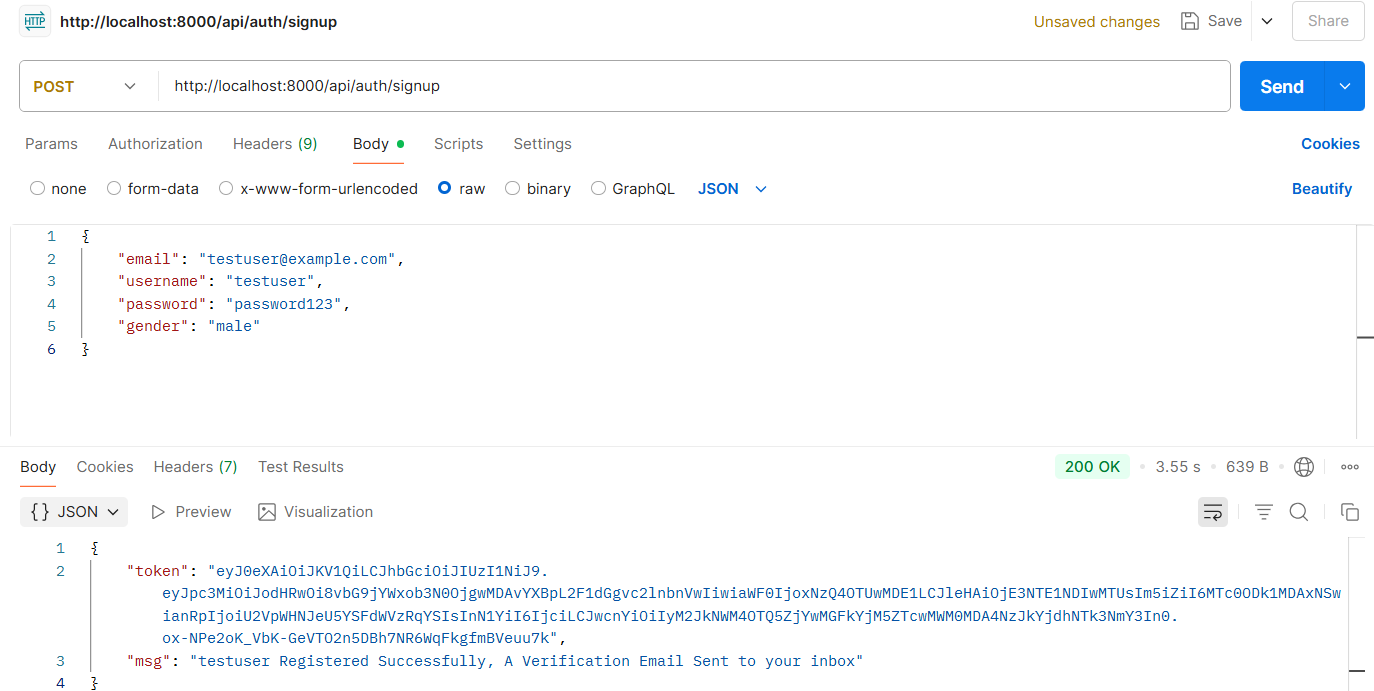 HTTP http://localhost:8000/api/auth/signup Unsaved changes Save Share
POST http://localhost:8000/api/auth/signup Send
Params Authorization Headers (9) Body Scripts Settings Cookies
none form-data x-www-form-urlencoded raw binary GraphQL JSON Beautify
1 {
2 "email": "testuser@example.com",
3 "username": "testuser",
4 "password": "password123",
5 "gender": "male"
6 }
Body Cookies Headers (7) Test Results 200 OK 3.55 s 639 B
{} JSON Preview Visualization
1 {
2 "token": "eyJ0eXAiOiJKV1QiLCJhbGciOiJIUzI1NiJ9.
eyJpc3MiOiJodHRwOi8vbG9jYWxob3N0OjgwMDAvYXBpL2F1dGgvc2lnbnVwIiwiaWF0IjoxNzQ4OTUwMDE1LCJleHAiOjE3NTE1NDIwMTUsIm5iZiI6MTc0ODk1MDAxNSw
ianRpIjoiU2VpWHNJeU5YSFdWVzRqYSIsInN1YiI6IjciLCJwcnYiOiIyM2JkNWM4OTQ5ZjYwMGFkYjM5ZTcwMWM0MDA4NzJkYjdhNTk3NmY3In0.
ox-NPe2oK_VbK-GeVTO2n5DBh7NR6WqFkgfmBVeuu7k",
3 "msg": "testuser Registered Successfully, A Verification Email Sent to your inbox"
4 }